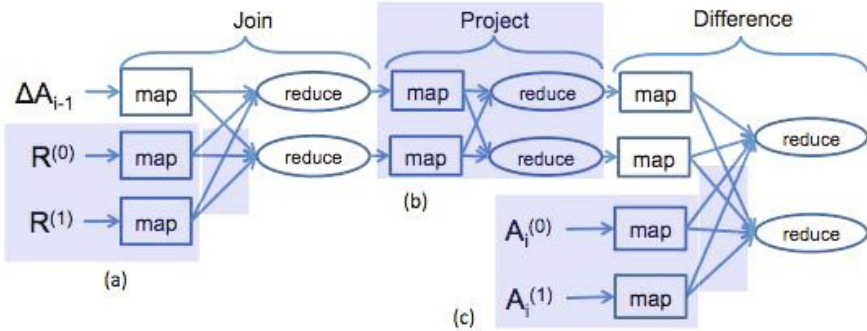 Join Project Difference
ΔAi-1 map reduce map reduce map
R(0) map reduce map reduce map reduce
R(1) map (b) Ai(0) map reduce
(a)
(c) Ai(1) map